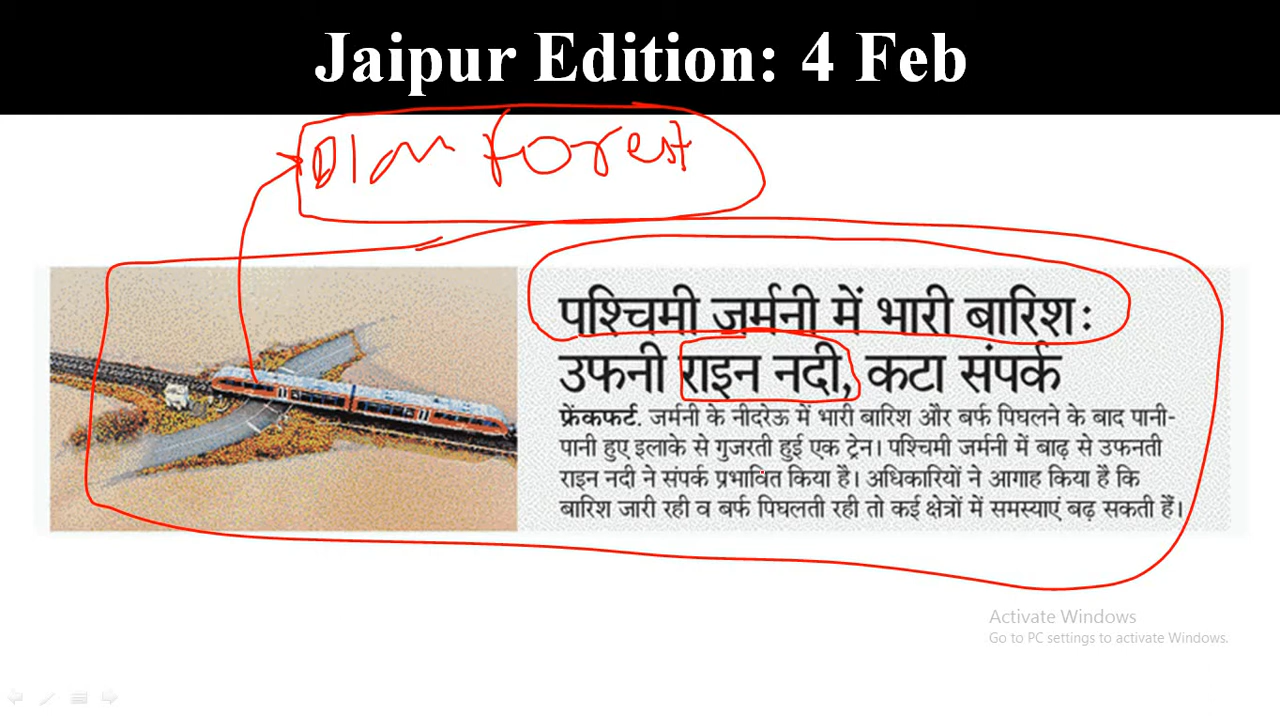 Jaipur Edition: 4 Feb
forest
पश्चिमी जर्मनी में भारी बारिश:
उफनी राइन नदी, कटा संपर्क
फ्रेंकफर्ट. जर्मनी के नीदरेऊ में भारी बारिश और बर्फ पिघलने के बाद पानी-
पानी हुए इलाके से गुजरती हुई एक ट्रेन। पश्चिमी जर्मनी में बाढ़ से उफनती
राइन नदी ने संपर्क प्रभावित किया है। अधिकारियों ने आगाह किया है कि
बारिश जारी रही व बर्फ पिघलती रही तो कई क्षेत्रों में समस्याएं बढ़ सकती हैं।
Activate Windows
Go to PC settings to activate Windows.